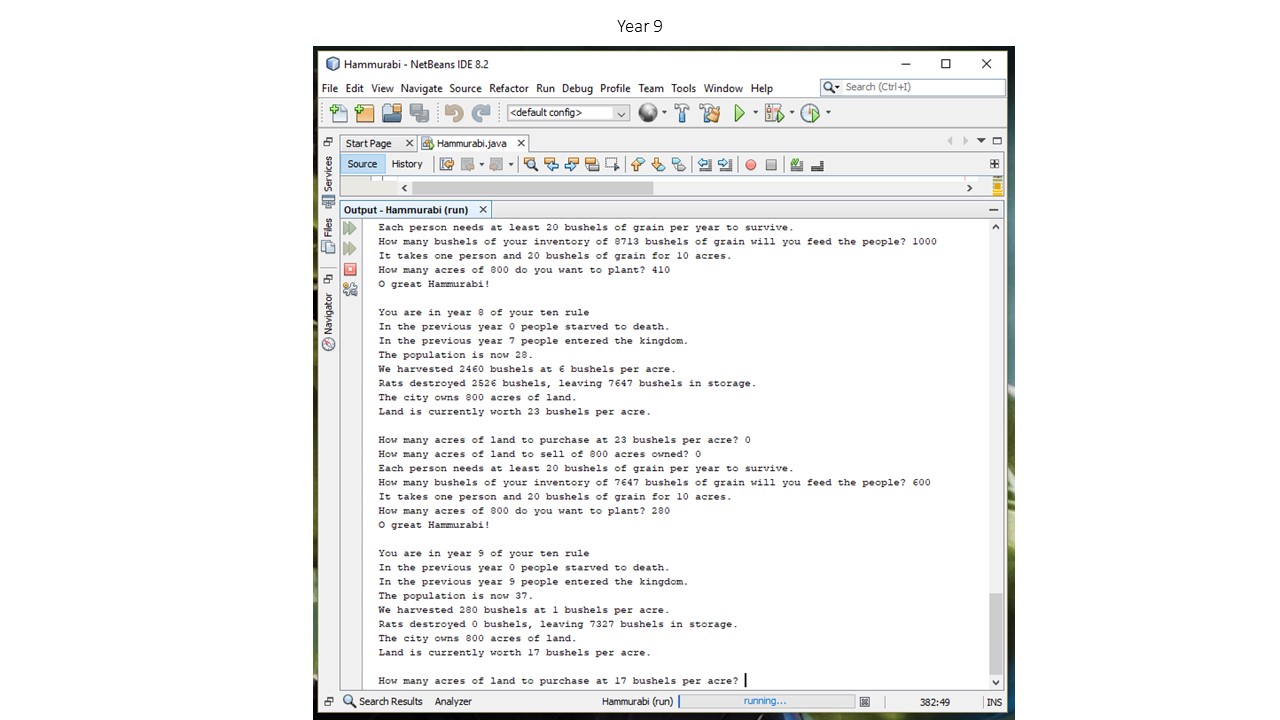 Year 9
Hammurabi - NetBeans IDE 8.2
File Edit View Navigate Source Refactor Run Debug Profile Team Tools Window Help
Search (Ctrl+I)
<default config>
Start Page Hammurabi.java
Source History
Services
Files
Navigator
Output - Hammurabi (run)
Each person needs at least 20 bushels of grain per year to survive.
How many bushels of your inventory of 8713 bushels of grain will you feed the people? 1000
It takes one person and 20 bushels of grain for 10 acres.
How many acres of 800 do you want to plant? 410
O great Hammurabi!
You are in year 8 of your ten rule
In the previous year 0 people starved to death.
In the previous year 7 people entered the kingdom.
The population is now 28.
We harvested 2460 bushels at 6 bushels per acre.
Rats destroyed 2526 bushels, leaving 7647 bushels in storage.
The city owns 800 acres of land.
Land is currently worth 23 bushels per acre.
How many acres of land to purchase at 23 bushels per acre? 0
How many acres of land to sell of 800 acres owned? 0
Each person needs at least 20 bushels of grain per year to survive.
How many bushels of your inventory of 7647 bushels of grain will you feed the people? 600
It takes one person and 20 bushels of grain for 10 acres.
How many acres of 800 do you want to plant? 280
O great Hammurabi!
You are in year 9 of your ten rule
In the previous year 0 people starved to death.
In the previous year 9 people entered the kingdom.
The population is now 37.
We harvested 280 bushels at 1 bushels per acre.
Rats destroyed 0 bushels, leaving 7327 bushels in storage.
The city owns 800 acres of land.
Land is currently worth 17 bushels per acre.
How many acres of land to purchase at 17 bushels per acre?
Search Results Analyzer Hammurabi (run) running... 382:49 INS